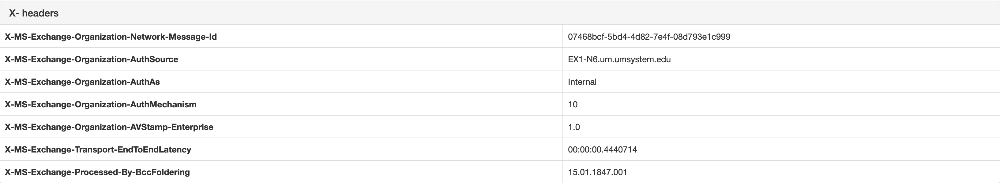 X- headers
X-MS-Exchange-Organization-Network-Message-Id 07468bcf-5bd4-4d82-7e4f-08d793e1c999
X-MS-Exchange-Organization-AuthSource EX1-N6.um.umsystem.edu
X-MS-Exchange-Organization-AuthAs Internal
X-MS-Exchange-Organization-AuthMechanism 10
X-MS-Exchange-Organization-AVStamp-Enterprise 1.0
X-MS-Exchange-Transport-EndToEndLatency 00:00:00.4440714
X-MS-Exchange-Processed-By-BccFoldering 15.01.1847.001